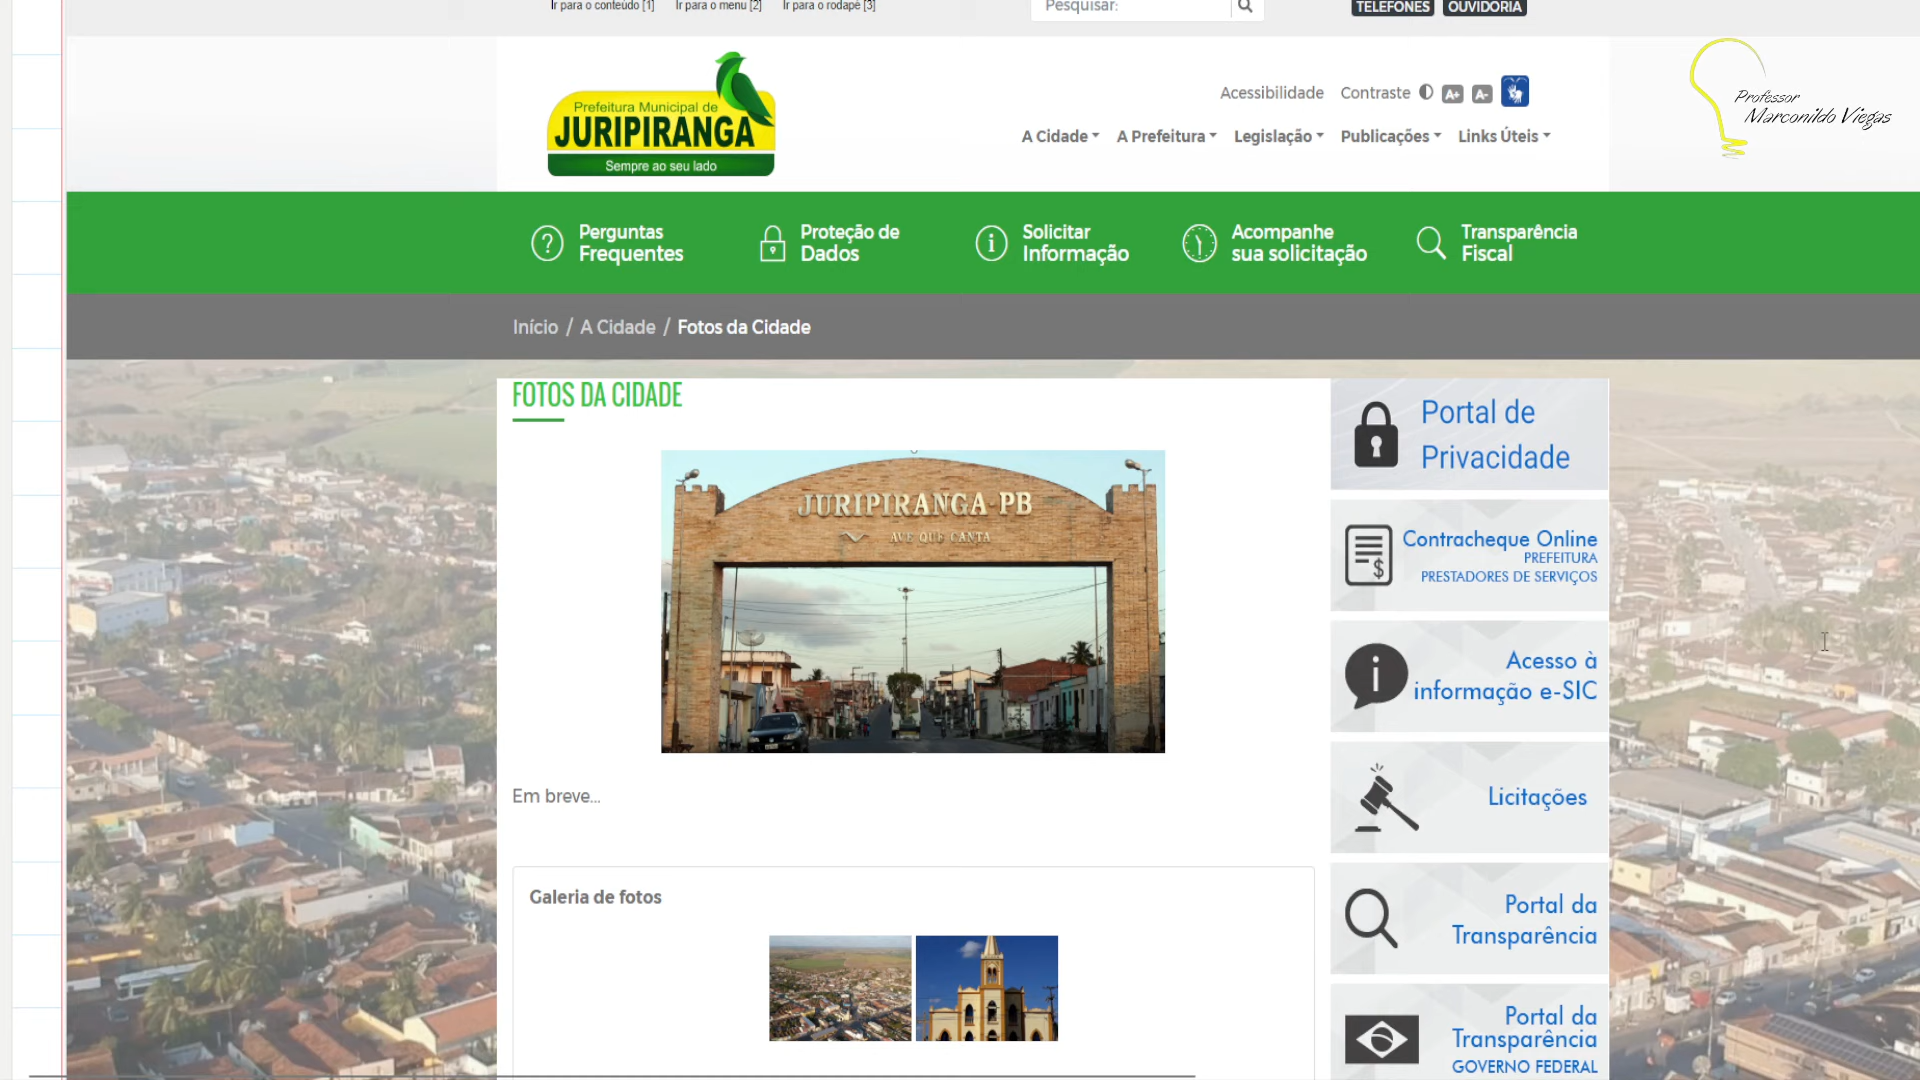 Ir para o conteúdo [1] Ir para o menu [2] Ir para o rodapé [3]
Pesquisar:
TELEFONES OUVIDORIA
Prefeitura Municipal de
JURIPIRANGA
Sempre ao seu lado
Acessibilidade Contraste A+ A-
A Cidade A Prefeitura Legislação Publicações Links Úteis
Professor
Marconildo Viegas
Perguntas
Frequentes
Proteção de
Dados
Solicitar
Informação
Acompanhe
sua solicitação
Transparência
Fiscal
Início / A Cidade / Fotos da Cidade
FOTOS DA CIDADE
JURIPIRANGA-PB
AVE QUE CANTA
Em breve...
Galeria de fotos
Portal de
Privacidade
Contracheque Online
PREFEITURA
PRESTADORES DE SERVIÇOS
Acesso à
informação e-SIC
Licitações
Portal da
Transparência
Portal da
Transparência
GOVERNO FEDERAL